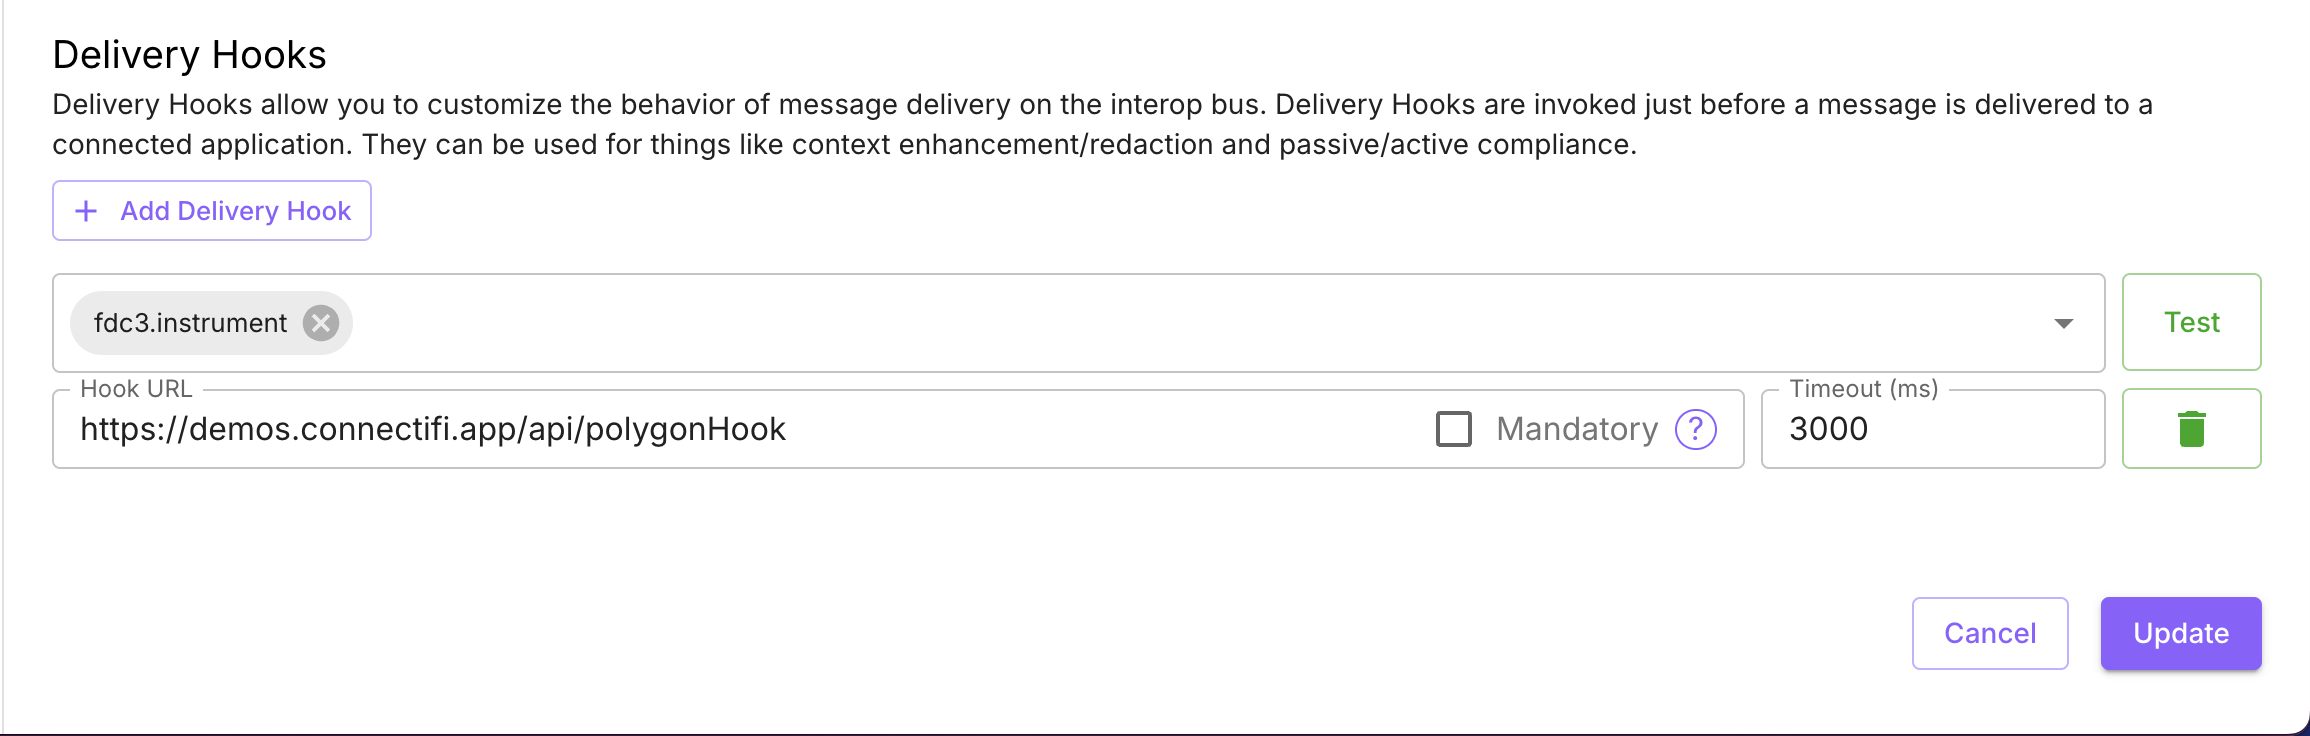 Delivery Hooks
Delivery Hooks allow you to customize the behavior of message delivery on the interop bus. Delivery Hooks are invoked just before a message is delivered to a
connected application. They can be used for things like context enhancement/redaction and passive/active compliance.
+ Add Delivery Hook
fdc3.instrument
Test
Hook URL
https://demos.connectifi.app/api/polygonHook
Mandatory ?
Timeout (ms)
3000
Cancel
Update